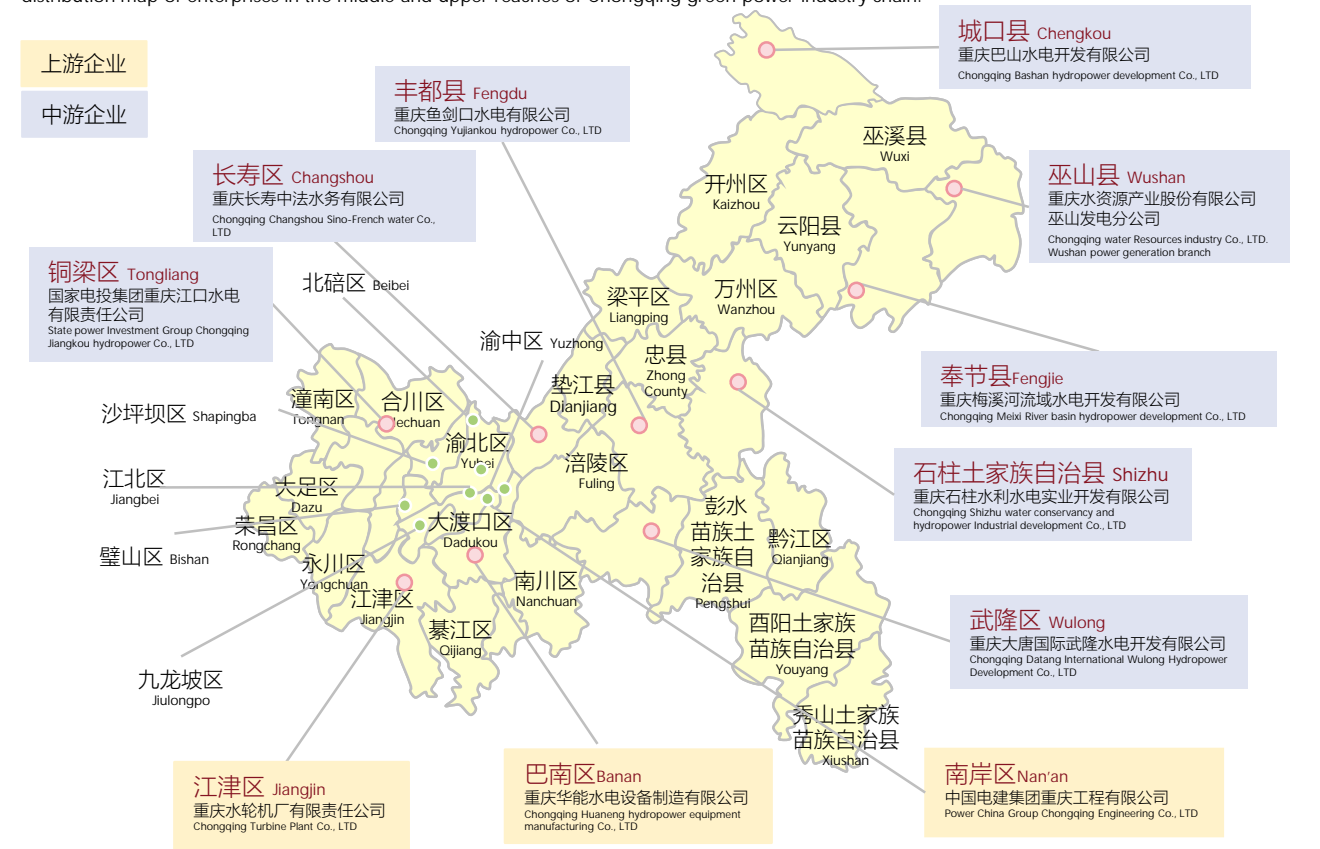 distribution map of enterprises in the middle and upper reaches of Chongqing green power industry chain.
上游企业
中游企业
城口县 Chengkou
重庆巴山水电开发有限公司
Chongqing Bashan hydropower development Co., LTD
丰都县 Fengdu
重庆鱼剑口水电有限公司
Chongqing Yujiankou hydropower Co., LTD
长寿区 Changshou
重庆长寿中法水务有限公司
Chongqing Changshou Sino-French water Co.,
LTD
巫山县 Wushan
重庆水资源产业股份有限公司
巫山发电分公司
Chongqing water Resources industry Co., LTD.
Wushan power generation branch
铜梁区 Tongliang
国家电投集团重庆江口水电
有限责任公司
State power Investment Group Chongqing
Jiangkou hydropower Co., LTD
巫溪县
Wuxi
开州区
Kaizhou
云阳县
Yunyang
北碚区 Beibei
梁平区
Liangping
万州区
Wanzhou
渝中区 Yuzhong
忠县
Zhong
County
垫江县
Dianjiang
奉节县Fengjie
重庆梅溪河流域水电开发有限公司
Chongqing Meixi River basin hydropower development Co., LTD
潼南区
Tongnan
合川区
Hechuan
沙坪坝区 Shapingba
渝北区
Yubei
涪陵区
Fuling
石柱土家族自治县 Shizhu
重庆石柱水利水电实业开发有限公司
Chongqing Shizhu water conservancy and
hydropower Industrial development Co., LTD
江北区
Jiangbei
大足区
Dazu
荣昌区
Rongchang
大渡口区
Dadukou
彭水
苗族土
家族自
治县
Pengshui
黔江区
Qianjiang
璧山区 Bishan
永川区
Yongchuan
江津区
Jiangjin
南川区
Nanchuan
綦江区
Qijiang
酉阳土家族
苗族自治县
Youyang
武隆区 Wulong
重庆大唐国际武隆水电开发有限公司
Chongqing Datang International Wulong Hydropower
Development Co., LTD
九龙坡区
Jiulongpo
秀山土家族
苗族自治县
Xiushan
江津区 Jiangjin
重庆水轮机厂有限责任公司
Chongqing Turbine Plant Co., LTD
巴南区Banan
重庆华能水电设备制造有限公司
Chongqing Huaneng hydropower equipment
manufacturing Co., LTD
南岸区Nan'an
中国电建集团重庆工程有限公司
Power China Group Chongqing Engineering Co., LTD